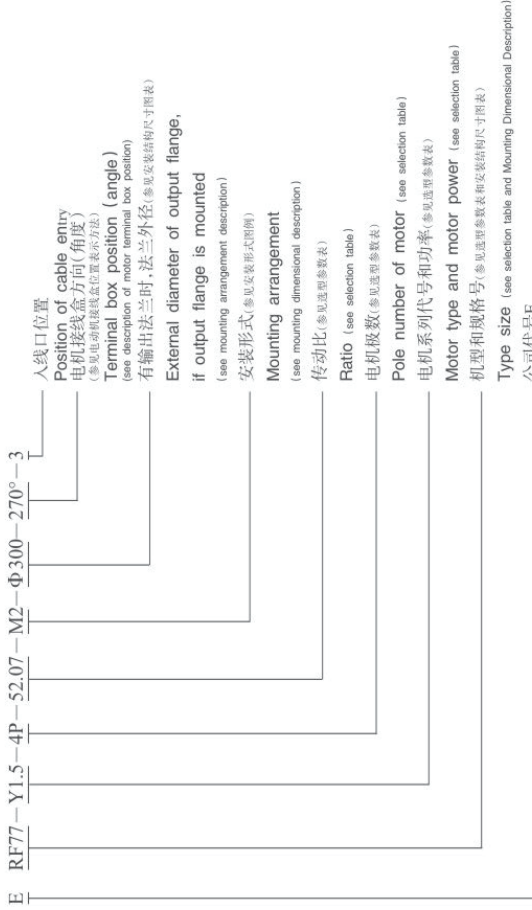 E RF77－Y1.5－4P－52.07－M2－Φ300－270°－3
入线口位置
Position of cable entry
电机接线盒方向(角度)
(参见电动机接线盒位置表示方法)
Terminal box position (angle)
(see description of motor terminal box position)
有输出法兰时,法兰外径(参见安装结构尺寸图表)
External diameter of output flange,
if output flange is mounted
(see mounting arrangement description)
安装形式(参见安装形式图例)
Mounting arrangement
(see mounting dimensional description)
传动比(参见选型参数表)
Ratio (see selection table)
电机极数(参见选型参数表)
Pole number of motor (see selection table)
电机系列代号和功率(参见选型参数表)
Motor type and motor power (see selection table)
机型和规格号(参见选型参数表和安装结构尺寸图表)
Type size (see selection table and Mounting Dimensional Description)
公司代号E